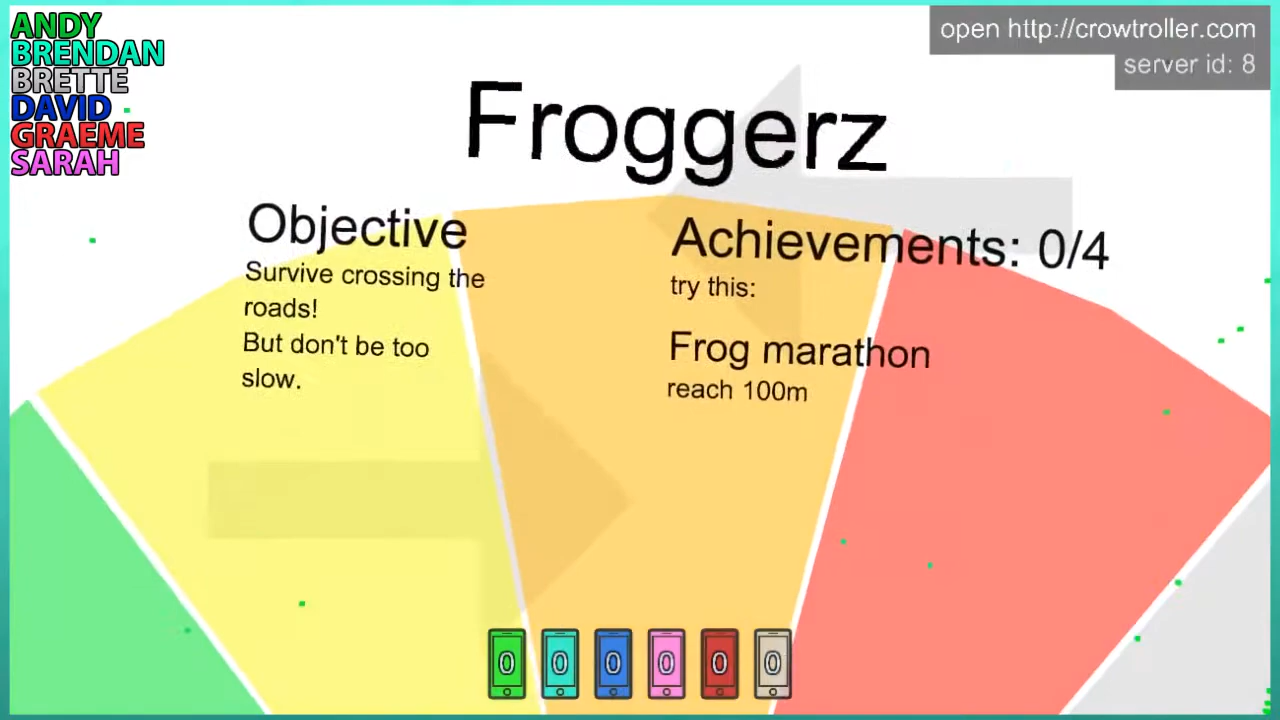 ANDY
BRENDAN
BRETTE
DAVID
GRAEME
SARAH
open http://crowtroller.com
server id: 8
Froggerz
Objective
Survive crossing the
roads!
But don't be too
slow.
Achievements: 0/4
try this:
Frog marathon
reach 100m
0 0 0 0 0 0